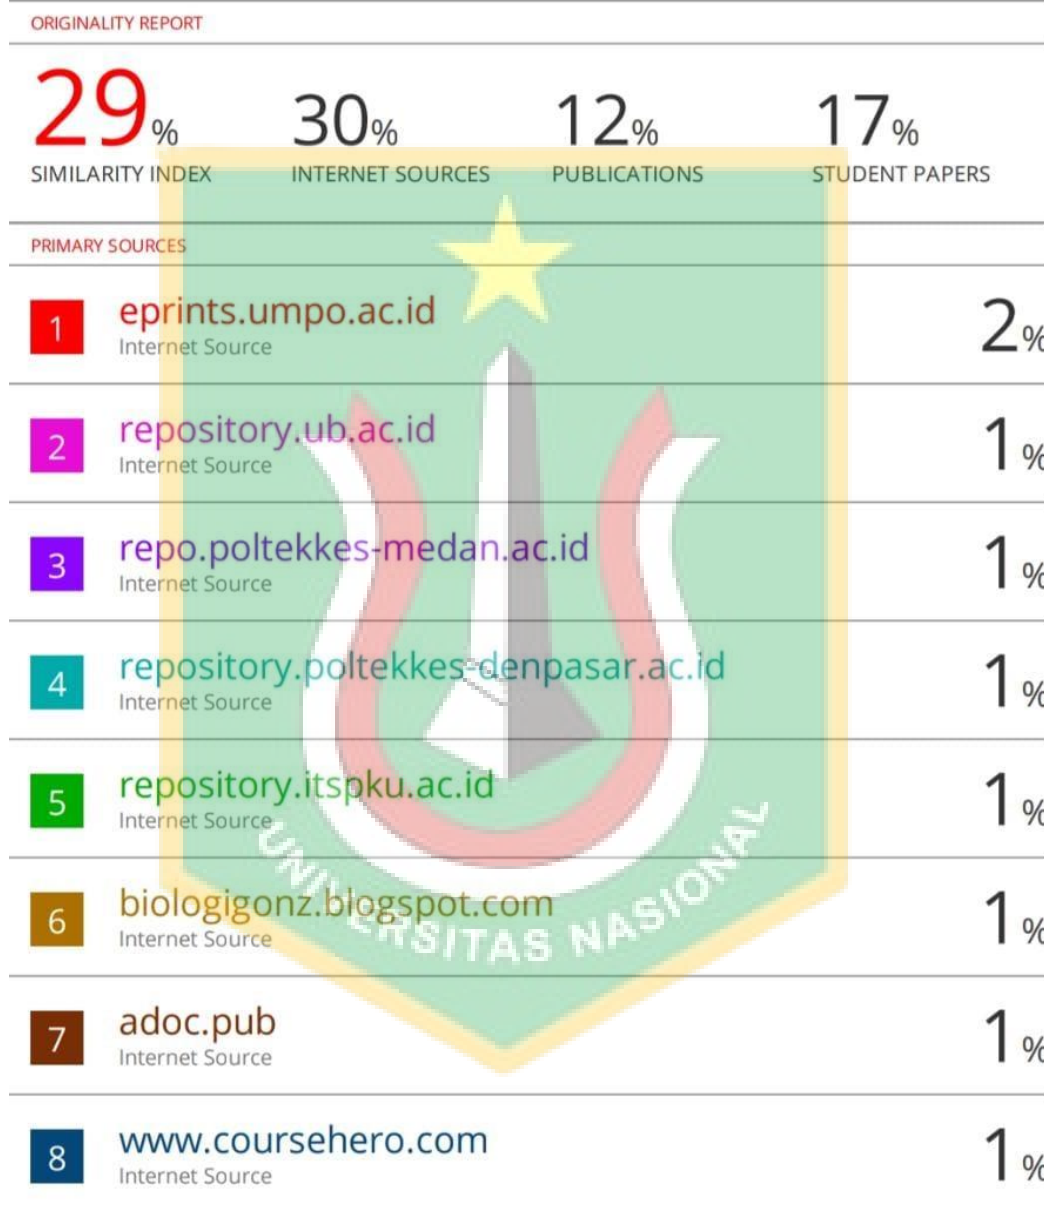 ORIGINALITY REPORT
29% 30% 12% 17%
SIMILARITY INDEX INTERNET SOURCES PUBLICATIONS STUDENT PAPERS
PRIMARY SOURCES
1 eprints.umpo.ac.id 2%
Internet Source
2 repository.ub.ac.id 1%
Internet Source
3 repo.poltekkes-medan.ac.id 1%
Internet Source
4 repository.poltekkes-denpasar.ac.id 1%
Internet Source
5 repository.itspku.ac.id 1%
Internet Source
6 biologigonz.blogspot.com 1%
Internet Source
UNIVERSITAS NASIONAL
7 adoc.pub 1%
Internet Source
8 www.coursehero.com 1%
Internet Source